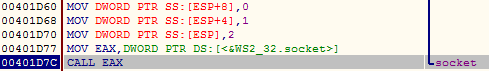 00401D60 MOV DWORD PTR SS:[ESP+8],0
00401D68 MOV DWORD PTR SS:[ESP+4],1
00401D70 MOV DWORD PTR SS:[ESP],2
00401D77 MOV EAX,DWORD PTR DS:[<&WS2_32.socket>]
00401D7C CALL EAX socket